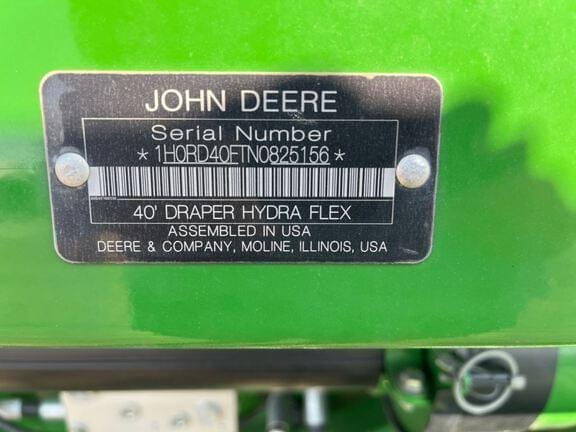 JOHN DEERE
Serial Number
*1H0RD40FTN0825156*
40' DRAPER HYDRA FLEX
ASSEMBLED IN USA
DEERE & COMPANY, MOLINE, ILLINOIS, USA